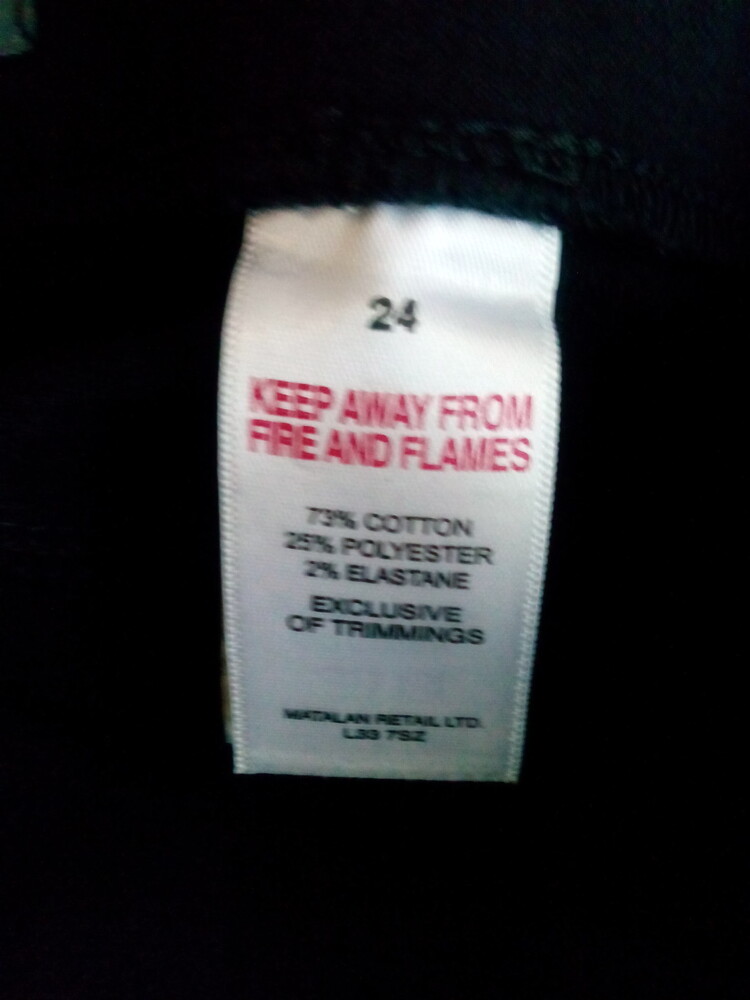 24
KEEP AWAY FROM
FIRE AND FLAMES
73% COTTON
25% POLYESTER
2% ELASTANE
EXCLUSIVE
OF TRIMMINGS
MATALAN RETAIL LTD.
L33 7SZ